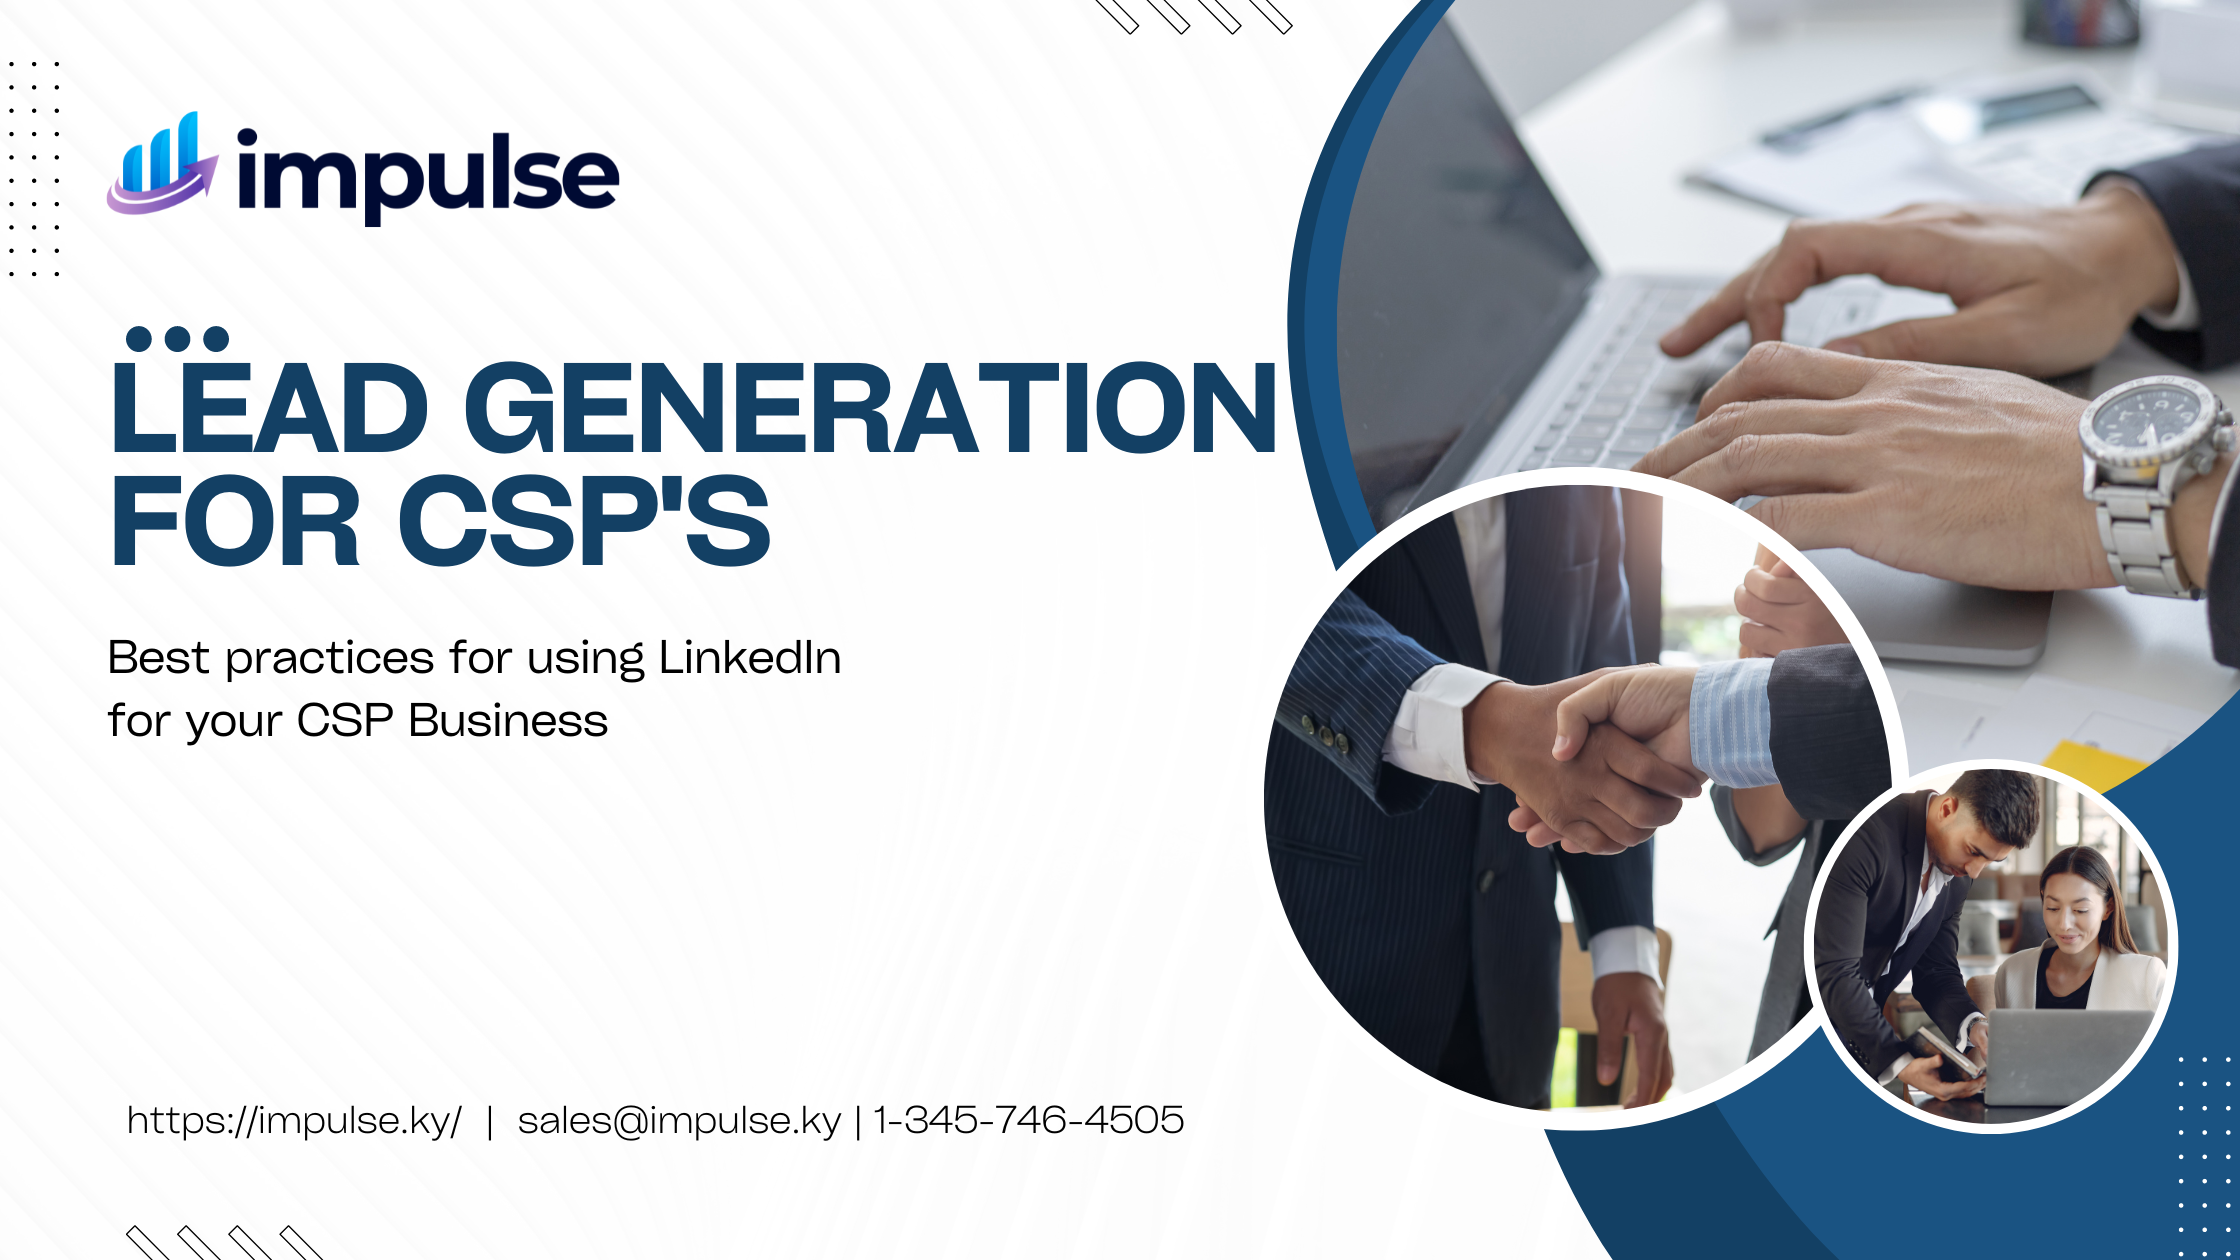 impulse
LEAD GENERATION
FOR CSP'S
Best practices for using LinkedIn
for your CSP Business
https://impulse.ky/ | sales@impulse.ky | 1-345-746-4505